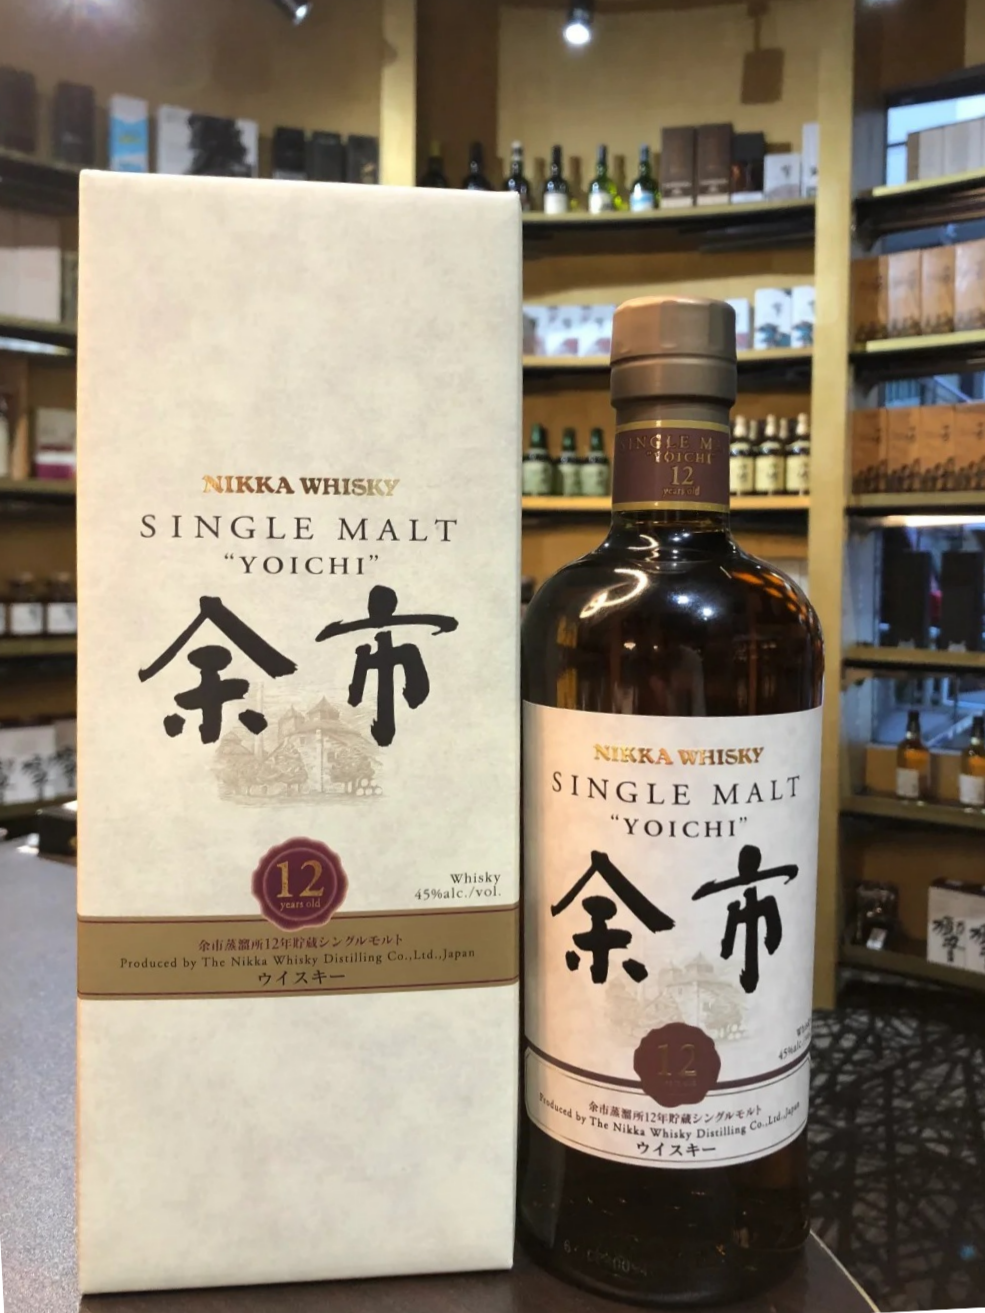 NIKKA WHISKY
SINGLE MALT
“YOICHI”
余市
12
years old
Whisky
45%alc./vol.
余市蒸溜所12年貯蔵シングルモルト
Produced by The Nikka Whisky Distilling Co.,Ltd.,Japan
ウイスキー
SINGLE M
“YOICHI”
12
years old
NIKKA WHISKY
SINGLE MALT
“YOICHI”
余市
45%alc.
12
余市蒸溜所12年貯蔵シングルモルト
Produced by The Nikka Whisky Distilling Co.,Ltd.,Japan
ウイスキー